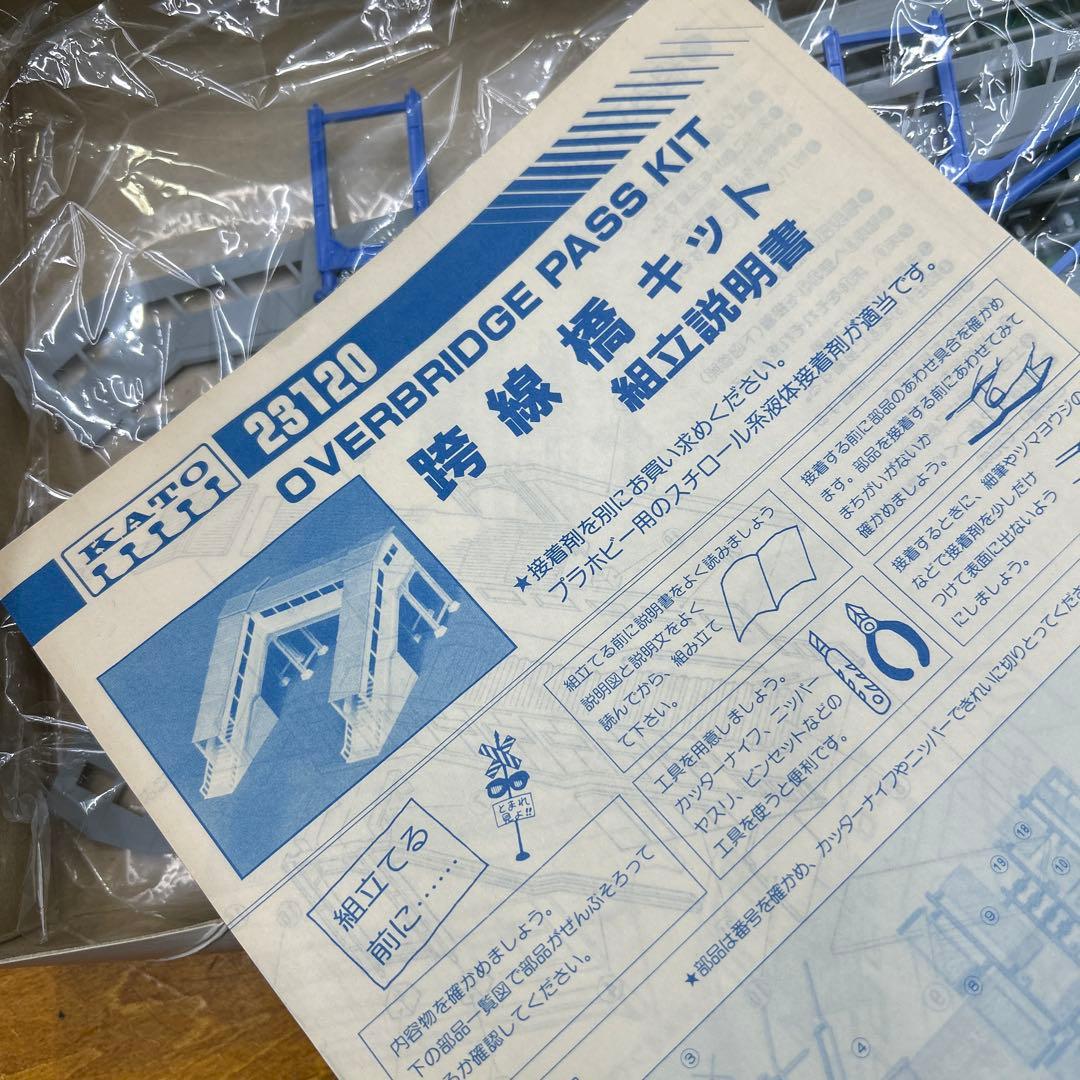 KATO
23120
OVERBRIDGE PASS KIT
跨線橋キット
組立説明書
★接着剤を別にお買い求めください。
プラホビー用のスチロール系液体接着剤が適当です。
とまれ
見よ!!
組立てる
前に……
内容物を確かめましょう。
下の部品一覧図で部品がぜんぶそろって
るか確認してください。
組立てる前に説明書をよく読みましょう
説明図と説明文をよく
読んでから、組み立て
て下さい。
工具を用意しましょう。
カッターナイフ、ニッパー
ヤスリ、ピンセットなどの
工具を使うと便利です。
接着する前に部品のあわせ具合を確かめ
ます。部品を接着する前にあわせてみて
まちがいがないか
確かめましょう。
接着するときに、細筆やツマヨウジの
などで接着剤を少しだけ
つけて表面に出ないよう
にしましょう。
★部品は番号を確かめ、カッターナイフやニッパーできれいに切りとってくださ
⑱
⑲
⑩
⑨
⑧
③
②